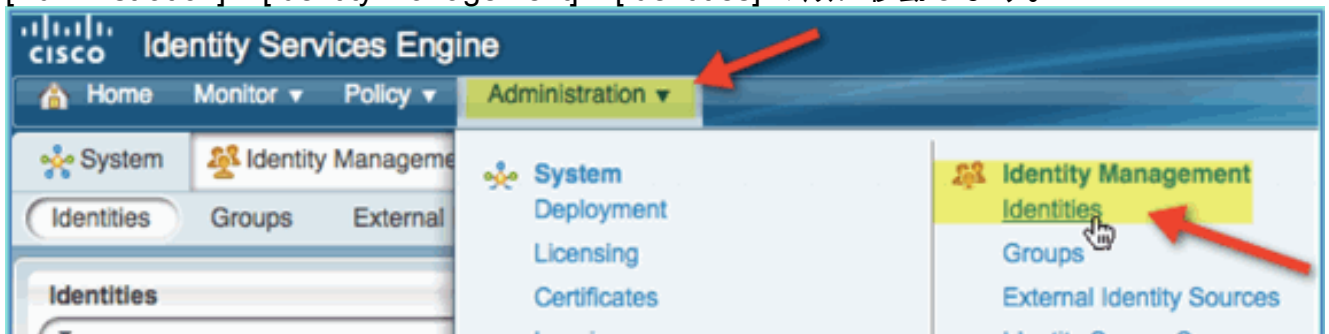 CISCO Identity Services Engine
Home Monitor ▼ Policy ▼ Administration ▼
System Identity Manageme
Identities Groups External
Identities
System
Deployment
Licensing
Certificates
Identity Management
Identities
Groups
External Identity Sources